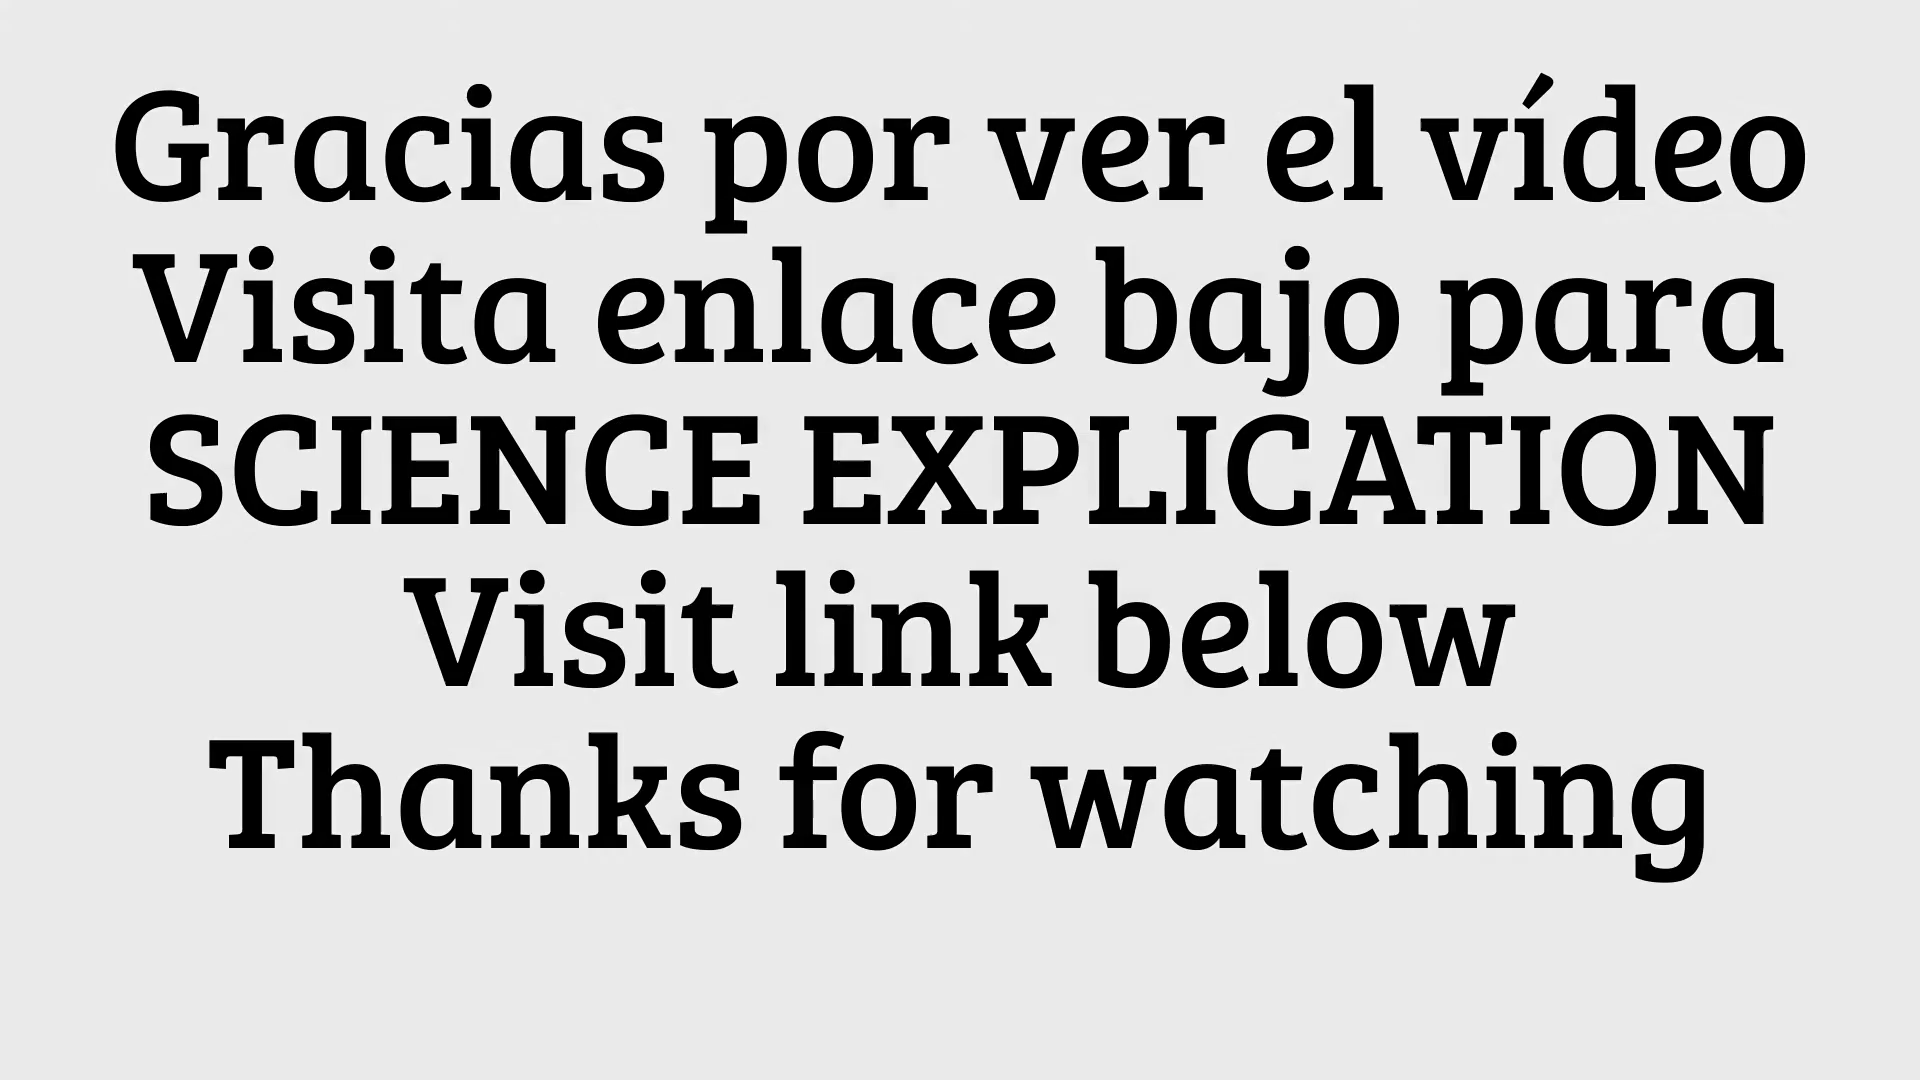 Gracias por ver el vídeo
Visita enlace bajo para
SCIENCE EXPLICATION
Visit link below
Thanks for watching